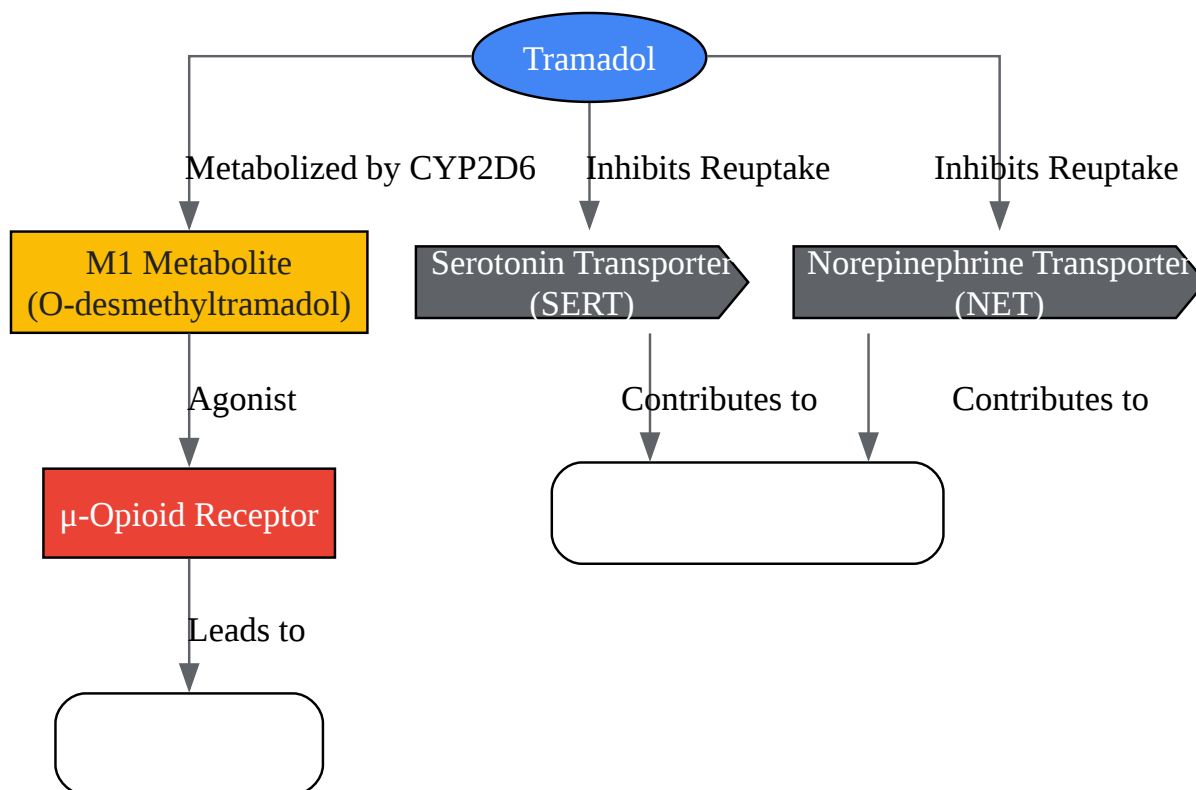 Tramadol
Metabolized by CYP2D6
Inhibits Reuptake
Inhibits Reuptake
M1 Metabolite
(O-desmethyltramadol)
Serotonin Transporter
(SERT)
Norepinephrine Transporter
(NET)
Agonist
Contributes to
Contributes to
μ-Opioid Receptor
Leads to